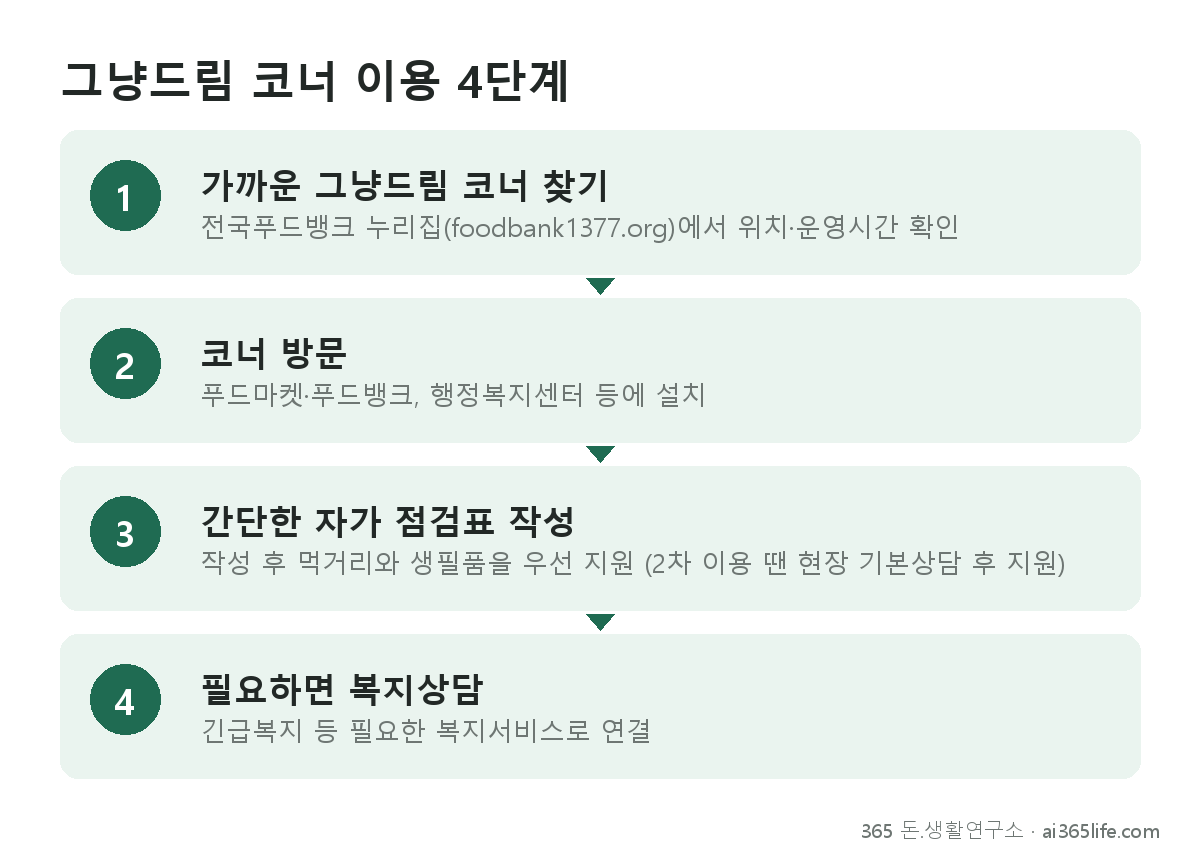 그냥드림 코너 이용 4단계
1
가까운 그냥드림 코너 찾기
전국푸드뱅크 누리집(foodbank1377.org)에서 위치·운영시간 확인
2
코너 방문
푸드마켓·푸드뱅크, 행정복지센터 등에 설치
3
간단한 자가 점검표 작성
작성 후 먹거리와 생필품을 우선 지원 (2차 이용 땐 현장 기본상담 후 지원)
4
필요하면 복지상담
긴급복지 등 필요한 복지서비스로 연결
365 돈.생활연구소 · ai365life.com